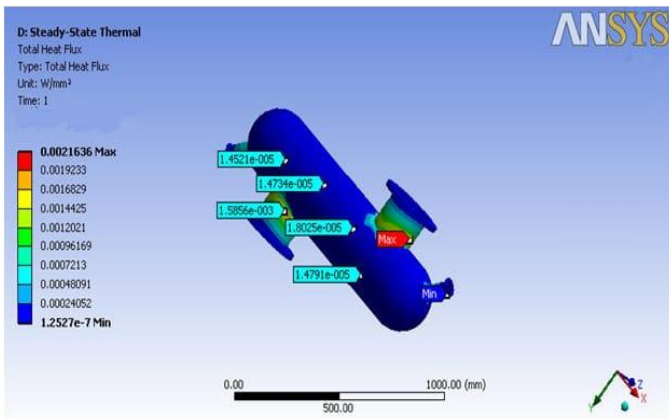 D: Steady-State Thermal
Total Heat Flux
Type: Total Heat Flux
Unit: W/mm²
Time: 1
ANSYS
0.0021636 Max
0.0019233
0.0016829
0.0014425
0.0012021
0.00096169
0.0007213
0.00048091
0.00024052
1.2527e-7 Min
1.4521e-005
1.4734e-005
1.5856e-003
1.8025e-005
Max
1.4791e-005
Min
0.00
1000.00 (mm)
500.00
Z
X
Y